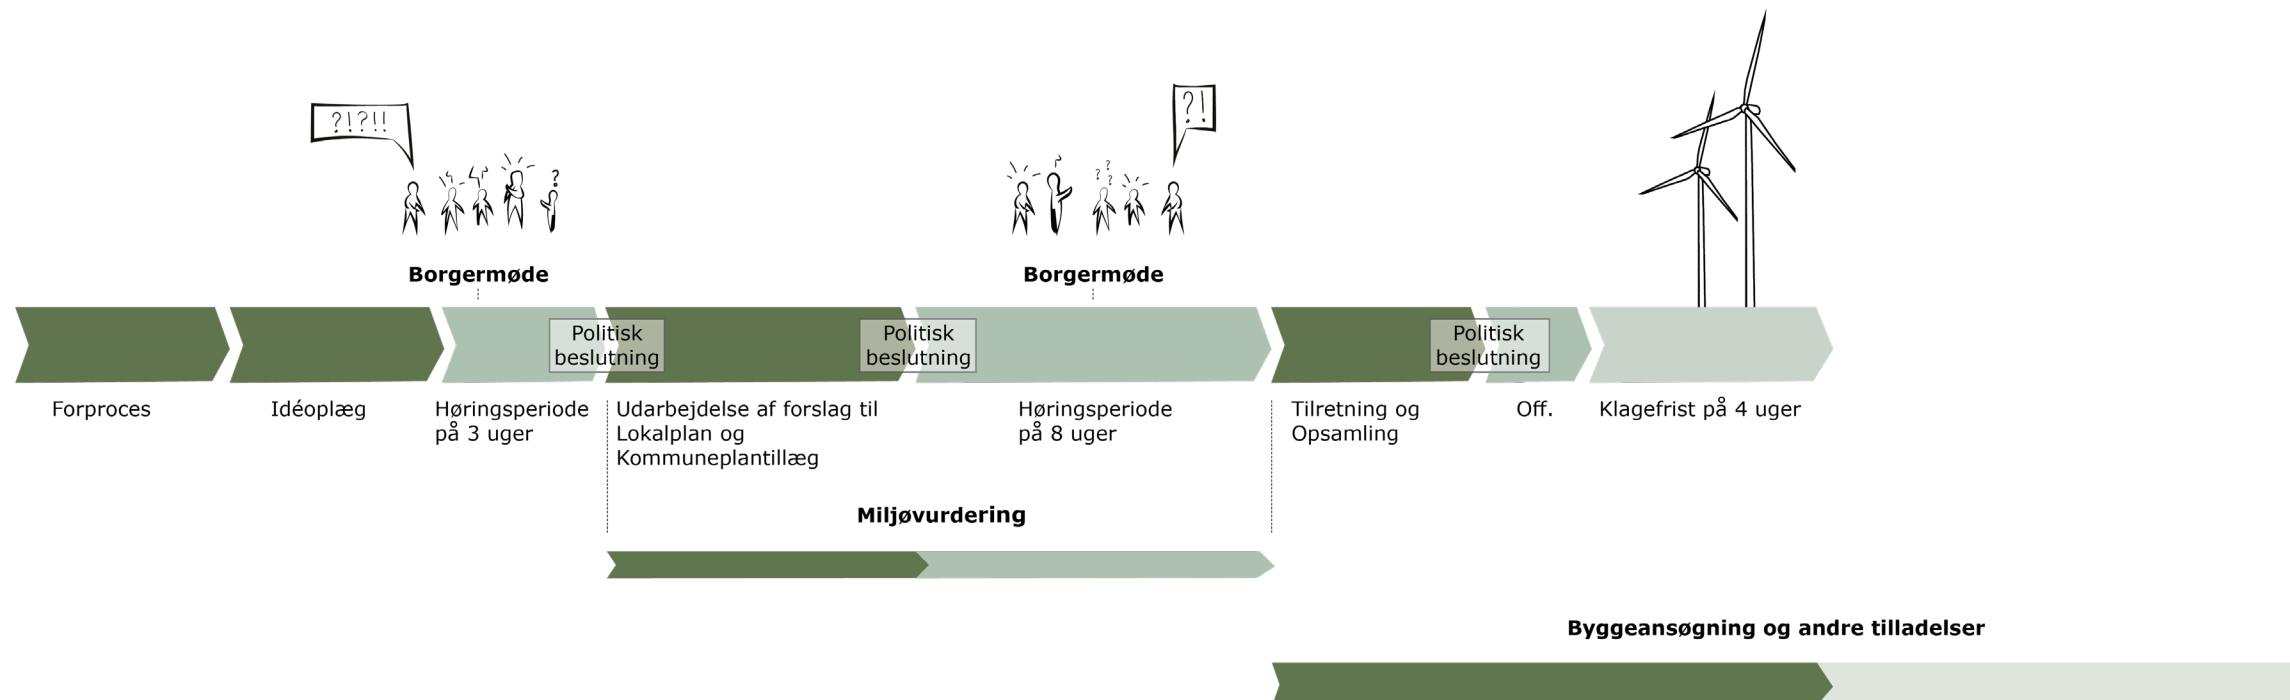 ?!?!!
?!
?
?
?
?
?
Borgermøde
Borgermøde
Politisk
beslutning
Politisk
beslutning
Politisk
beslutning
Forproces
Idéoplæg
Høringsperiode
på 3 uger
Udarbejdelse af forslag til
Lokalplan og
Kommuneplantillæg
Høringsperiode
på 8 uger
Tilretning og
Opsamling
Off.
Klagefrist på 4 uger
Miljøvurdering
Byggeansøgning og andre tilladelser